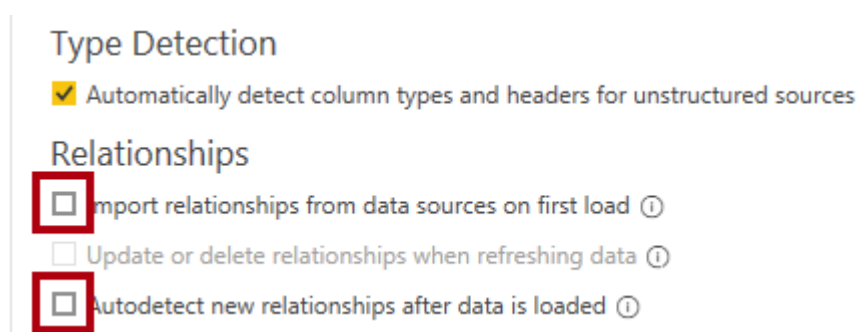 Type Detection
Automatically detect column types and headers for unstructured sources
Relationships
mport relationships from data sources on first load
Update or delete relationships when refreshing data
Autodetect new relationships after data is loaded